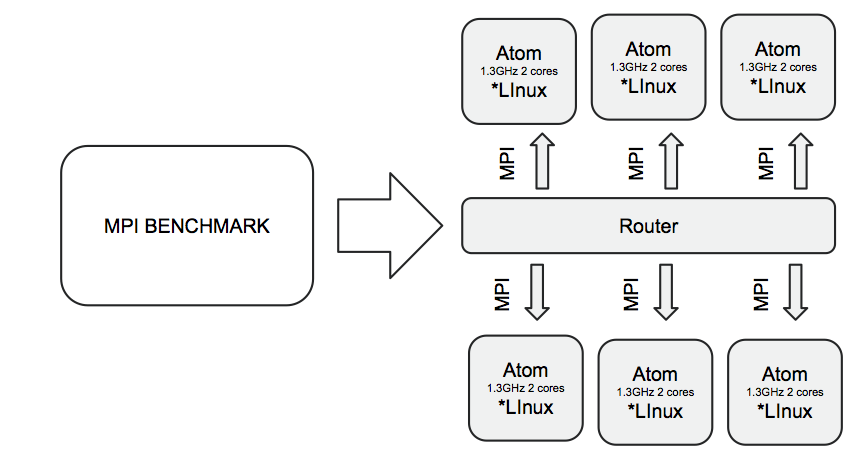 Atom
1.3GHz 2 cores
*LInux
Atom
1.3GHz 2 cores
*LInux
Atom
1.3GHz 2 cores
*LInux
MPI
MPI
MPI
MPI BENCHMARK
Router
MPI
MPI
MPI
Atom
1.3GHz 2 cores
*LInux
Atom
1.3GHz 2 cores
*LInux
Atom
1.3GHz 2 cores
*LInux